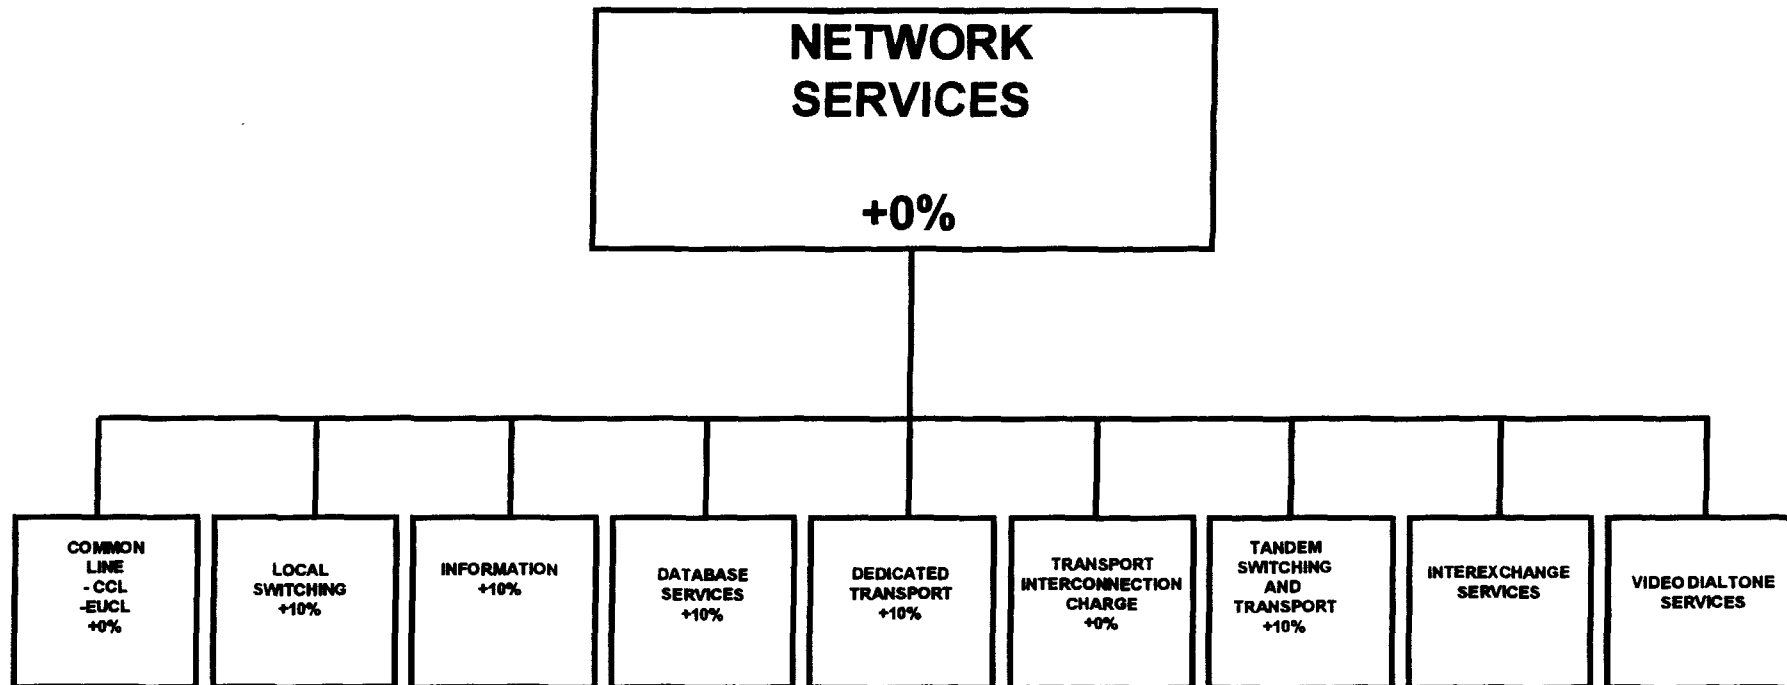 NETWORK
SERVICES
+0%
COMMON
LINE
- CCL
-EUCL
+0%
LOCAL
SWITCHING
+10%
INFORMATION
+10%
DATABASE
SERVICES
+10%
DEDICATED
TRANSPORT
+10%
TRANSPORT
INTERCONNECTION
CHARGE
+0%
TANDEM
SWITCHING
AND
TRANSPORT
+10%
INTEREXCHANGE
SERVICES
VIDEO DIALTONE
SERVICES